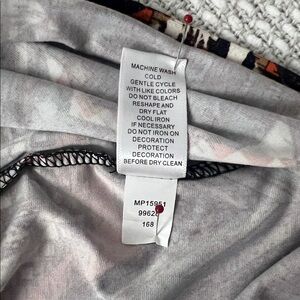 MACHINE WASH
COLD
GENTLE CYCLE
WITH LIKE COLORS
DO NOT BLEACH
RESHAPE AND
DRY FLAT
COOL IRON
IF NECESSARY
DO NOT IRON ON
DECORATION
PROTECT
DECORATION
BEFORE DRY CLEAN
168